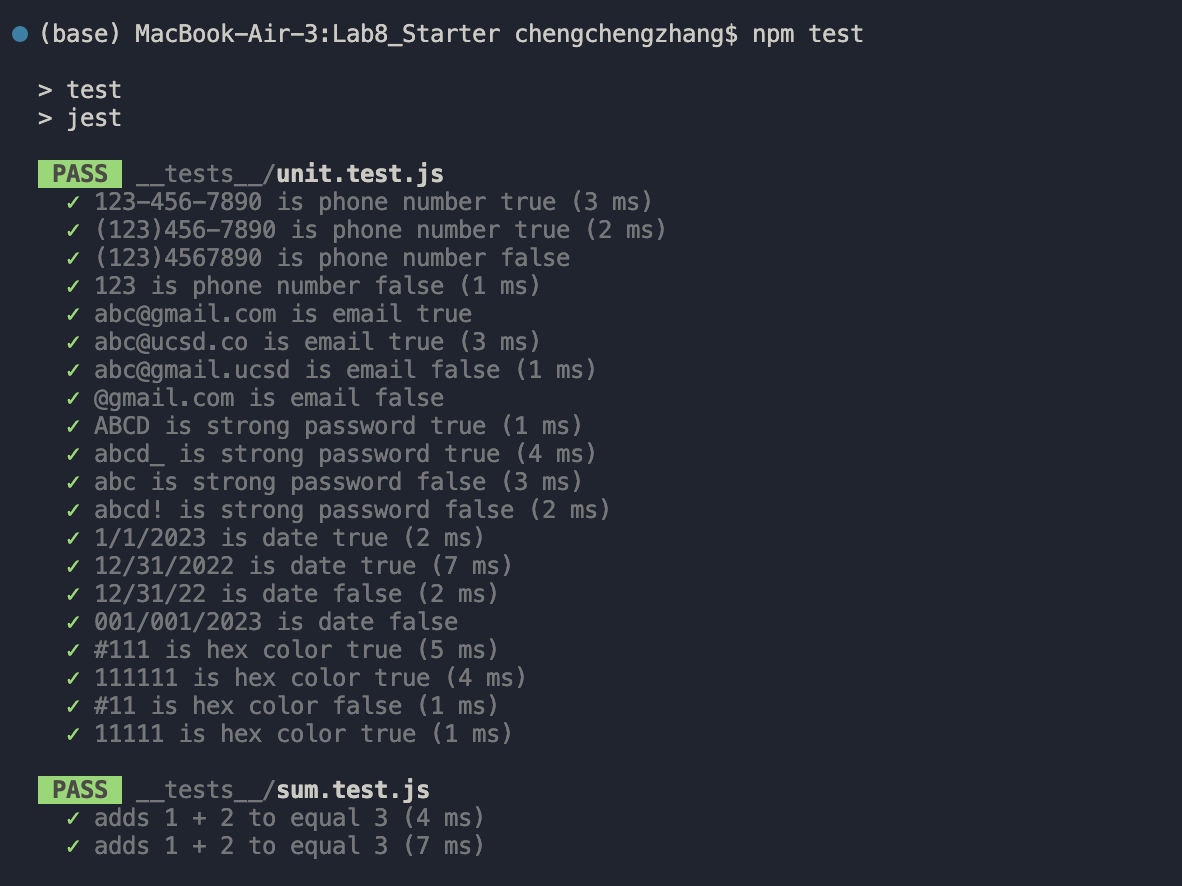 (base) MacBook-Air-3:Lab8_Starter chengchengzhang$ npm test
> test
> jest
PASS __tests__/unit.test.js
✓ 123-456-7890 is phone number true (3 ms)
✓ (123)456-7890 is phone number true (2 ms)
✓ (123)4567890 is phone number false
✓ 123 is phone number false (1 ms)
✓ abc@gmail.com is email true
✓ abc@ucsd.co is email true (3 ms)
✓ abc@gmail.ucsd is email false (1 ms)
✓ @gmail.com is email false
✓ ABCD is strong password true (1 ms)
✓ abcd_ is strong password true (4 ms)
✓ abc is strong password false (3 ms)
✓ abcd! is strong password false (2 ms)
✓ 1/1/2023 is date true (2 ms)
✓ 12/31/2022 is date true (7 ms)
✓ 12/31/22 is date false (2 ms)
✓ 001/001/2023 is date false
✓ #111 is hex color true (5 ms)
✓ 111111 is hex color true (4 ms)
✓ #11 is hex color false (1 ms)
✓ 11111 is hex color true (1 ms)
PASS __tests__/sum.test.js
✓ adds 1 + 2 to equal 3 (4 ms)
✓ adds 1 + 2 to equal 3 (7 ms)